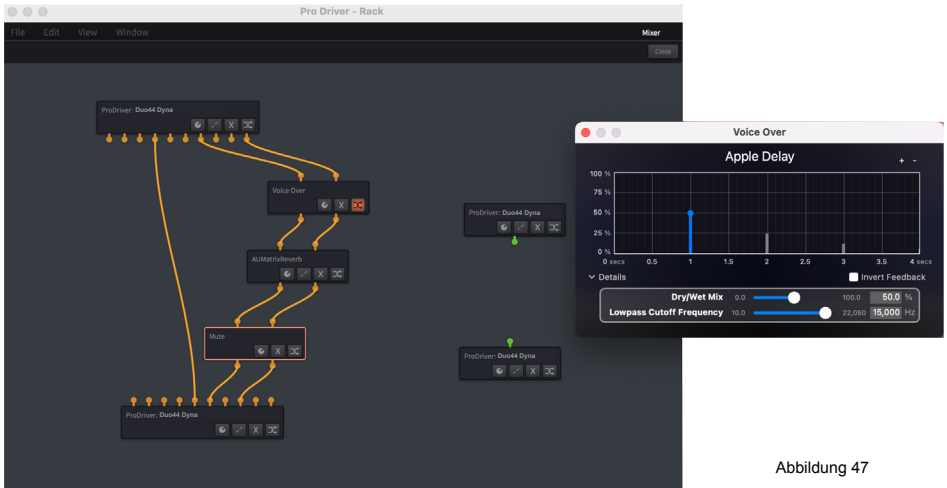 Pro Driver - Rack
File Edit View Window Mixer
Close
ProDriver: Duo44 Dyna
X
Voice Over
X
AUMatrixReverb
X
Mute
X
ProDriver: Duo44 Dyna
X
ProDriver: Duo44 Dyna
X
ProDriver: Duo44 Dyna
X
Voice Over
Apple Delay
+ -
100 %
75 %
50 %
25 %
0 %
0 secs 0.5 1 1.5 2 2.5 3 3.5 4 secs
Details Invert Feedback
Dry/Wet Mix 0.0 100.0 50.0 %
Lowpass Cutoff Frequency 10.0 22,050 15,000 Hz
Abbildung 47